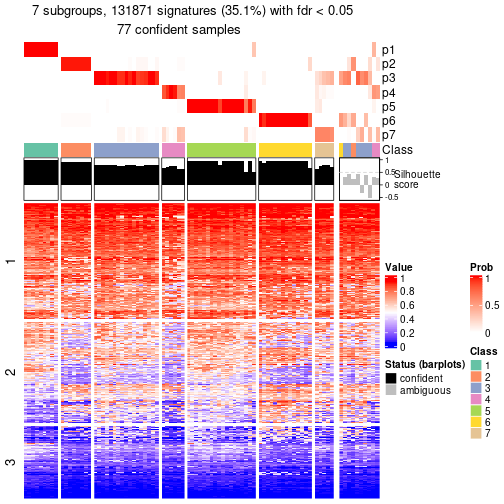 7 subgroups, 131871 signatures (35.1%) with fdr < 0.05
77 confident samples
p1
p2
p3
p4
p5
p6
p7
Class
1
0.5
0
-0.5
Silhouette
score
1
2
3
Value
1
0.8
0.6
0.4
0.2
0
Prob
1
0.5
0
Status (barplots)
confident
ambiguous
Class
1
2
3
4
5
6
7